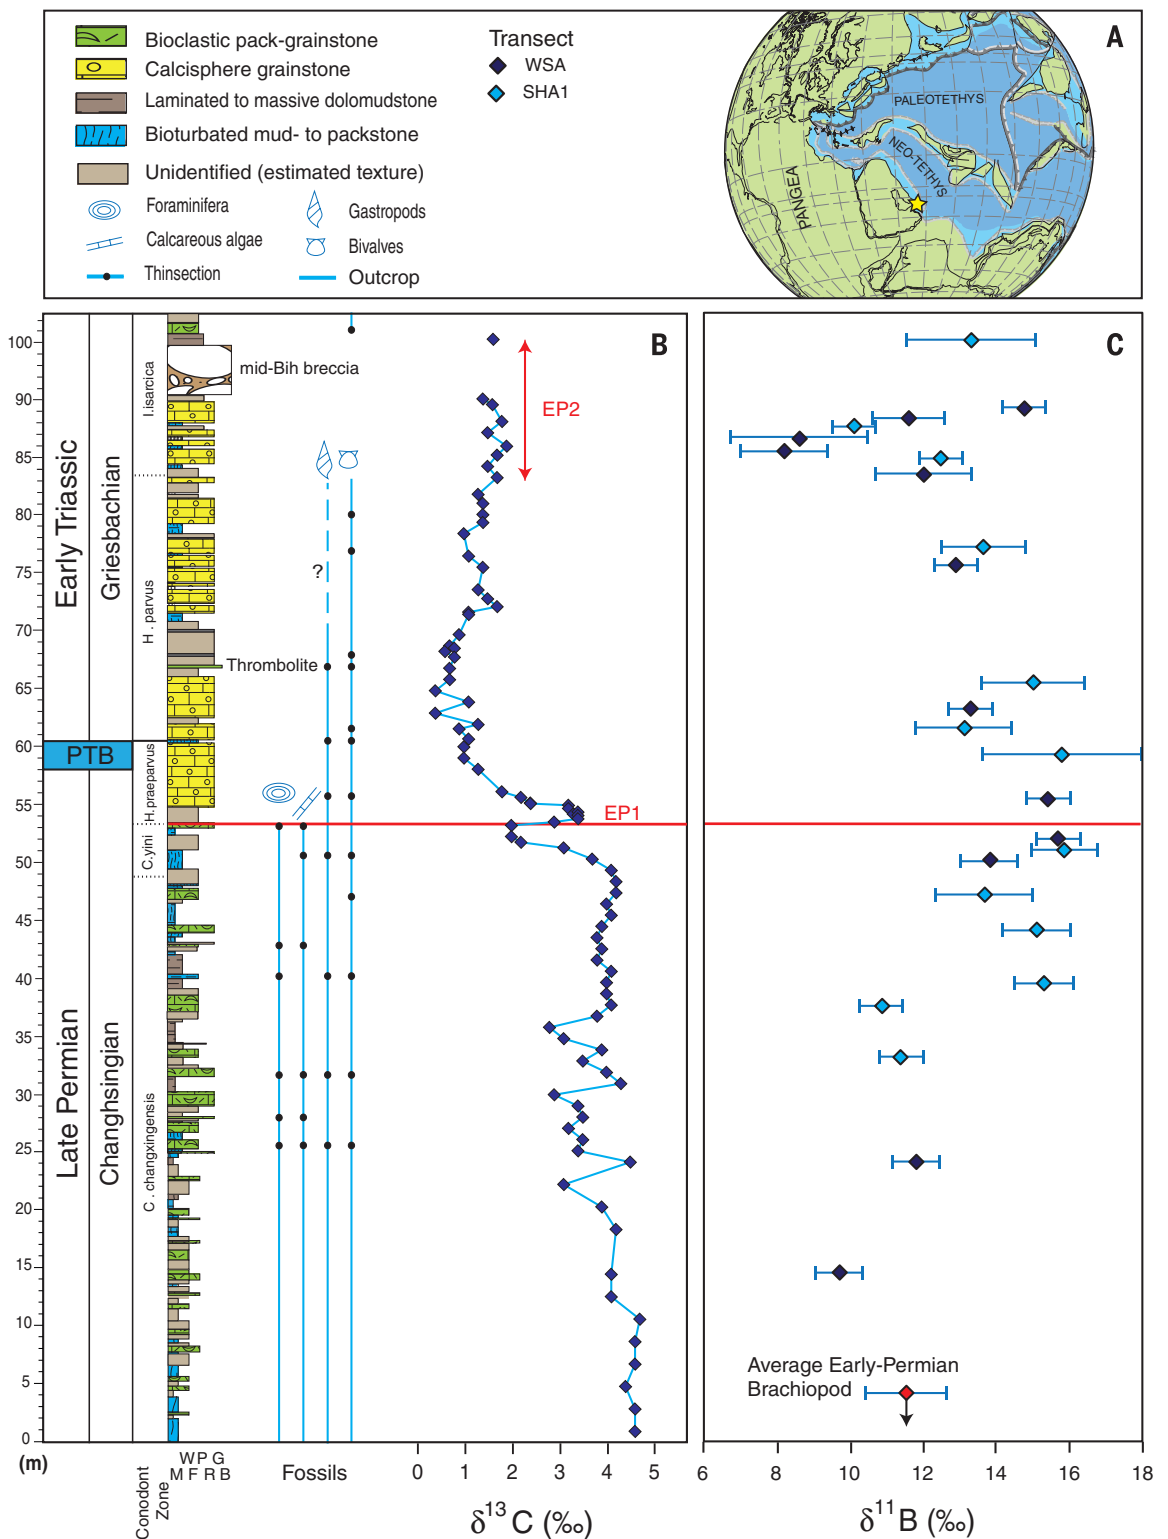 Bioclastic pack-grainstone
Calcisphere grainstone
Laminated to massive dolomudstone
Bioturbated mud- to packstone
Unidentified (estimated texture)
Foraminifera
Gastropods
Calcareous algae
Bivalves
Thinsection
Outcrop
Transect
WSA
SHA1
A
PALEOTETHYS
NEO-TETHYS
PANGEA
B
C
100
90
85
80
75
70
65
60
55
50
45
40
35
30
25
20
15
10
5
0
(m)
Early Triassic
Late Permian
PTB
Griesbachian
Changhsingian
I.isarcica
H. parvus
H.praeparvus
C.yini
C. changxingensis
mid-Bih breccia
EP2
?
Thrombolite
EP1
Average Early-Permian
Brachiopod
W P G
M F R B
Conodont
Zone
Fossils
0 1 2 3 4 5
δ13C (‰)
6 8 10 12 14 16 18
δ11B (‰)